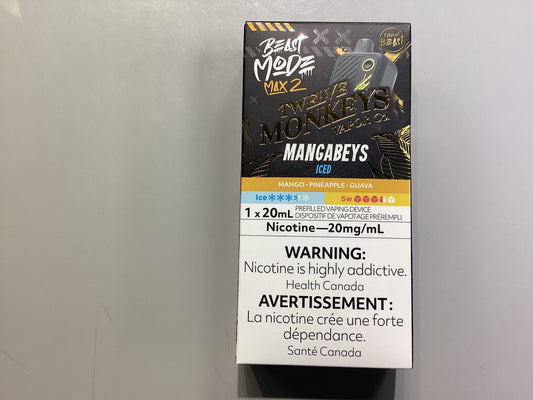 BEAST
MODE
MAX 2
BEAST
TWELVE
MONKEYS
VAPOR CO.
MANGABEYS
ICED
MANGO • PINEAPPLE • GUAVA
Ice
Sw
1 x 20mL PREFILLED VAPING DEVICE
DISPOSITIF DE VAPOTAGE PRÉREMPLI
Nicotine—20mg/mL
WARNING:
Nicotine is highly addictive.
Health Canada
AVERTISSEMENT:
La nicotine crée une forte
dépendance.
Santé Canada